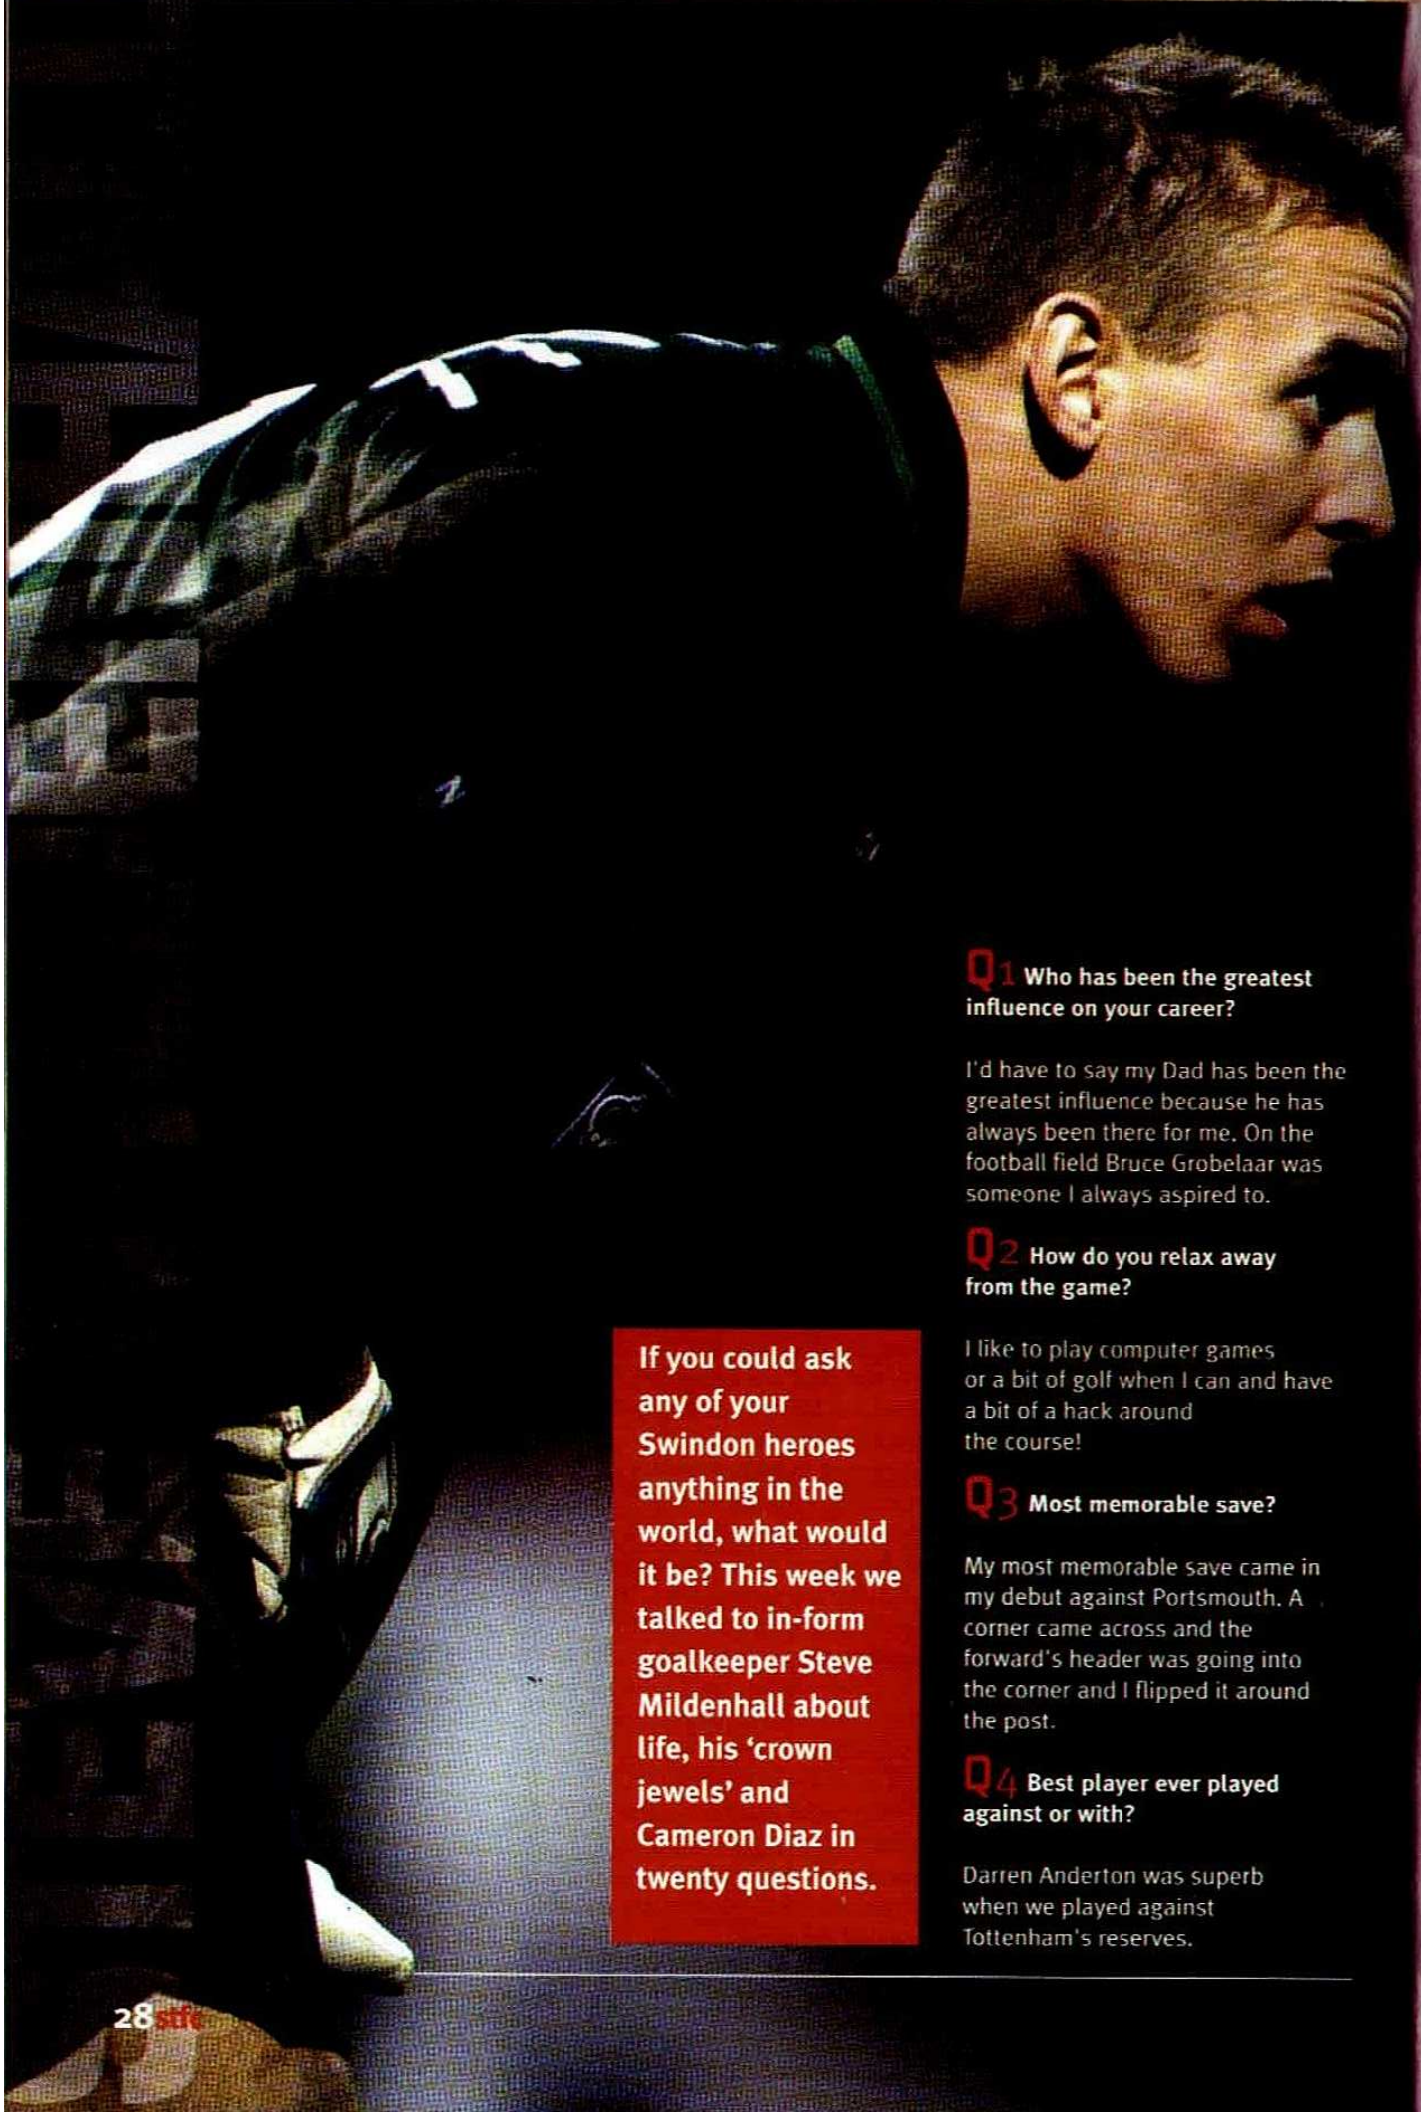 Q1 Who has been the greatest
influence on your career?
I'd have to say my Dad has been the
greatest influence because he has
always been there for me. On the
football field Bruce Grobelaar was
someone I always aspired to.
Q2 How do you relax away
from the game?
I like to play computer games
or a bit of golf when I can and have
a bit of a hack around
the course!
Q3 Most memorable save?
My most memorable save came in
my debut against Portsmouth. A
corner came across and the
forward's header was going into
the corner and I flipped it around
the post.
Q4 Best player ever played
against or with?
Darren Anderton was superb
when we played against
Tottenham's reserves.
If you could ask
any of your
Swindon heroes
anything in the
world, what would
it be? This week we
talked to in-form
goalkeeper Steve
Mildenhall about
life, his ‘crown
jewels’ and
Cameron Diaz in
twenty questions.
28stfc